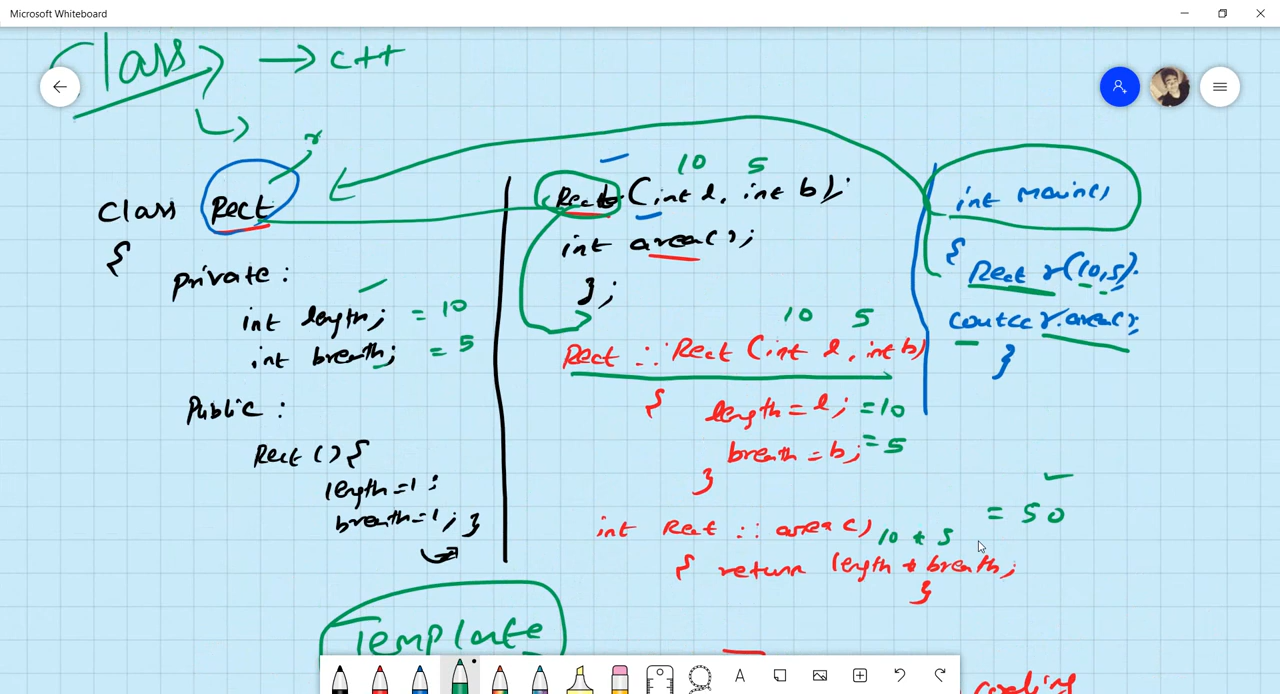 Microsoft Whiteboard
Class → C++
r
Class Rect
{
Private :
int length; = 10
int breath; = 5
Public :
Rect () {
length=1;
breath=1; }
10 5
Rect (int l, int b);
int area();
};
10 5
Rect :: Rect (int l, int b)
{ length = l; =10
breath = b; =5
}
int Rect :: area()
10 * 5 = 50
{ return length * breath;
}
int main()
{
Rect r(10,5).
cout<< r.area();
}
Template
coding
A